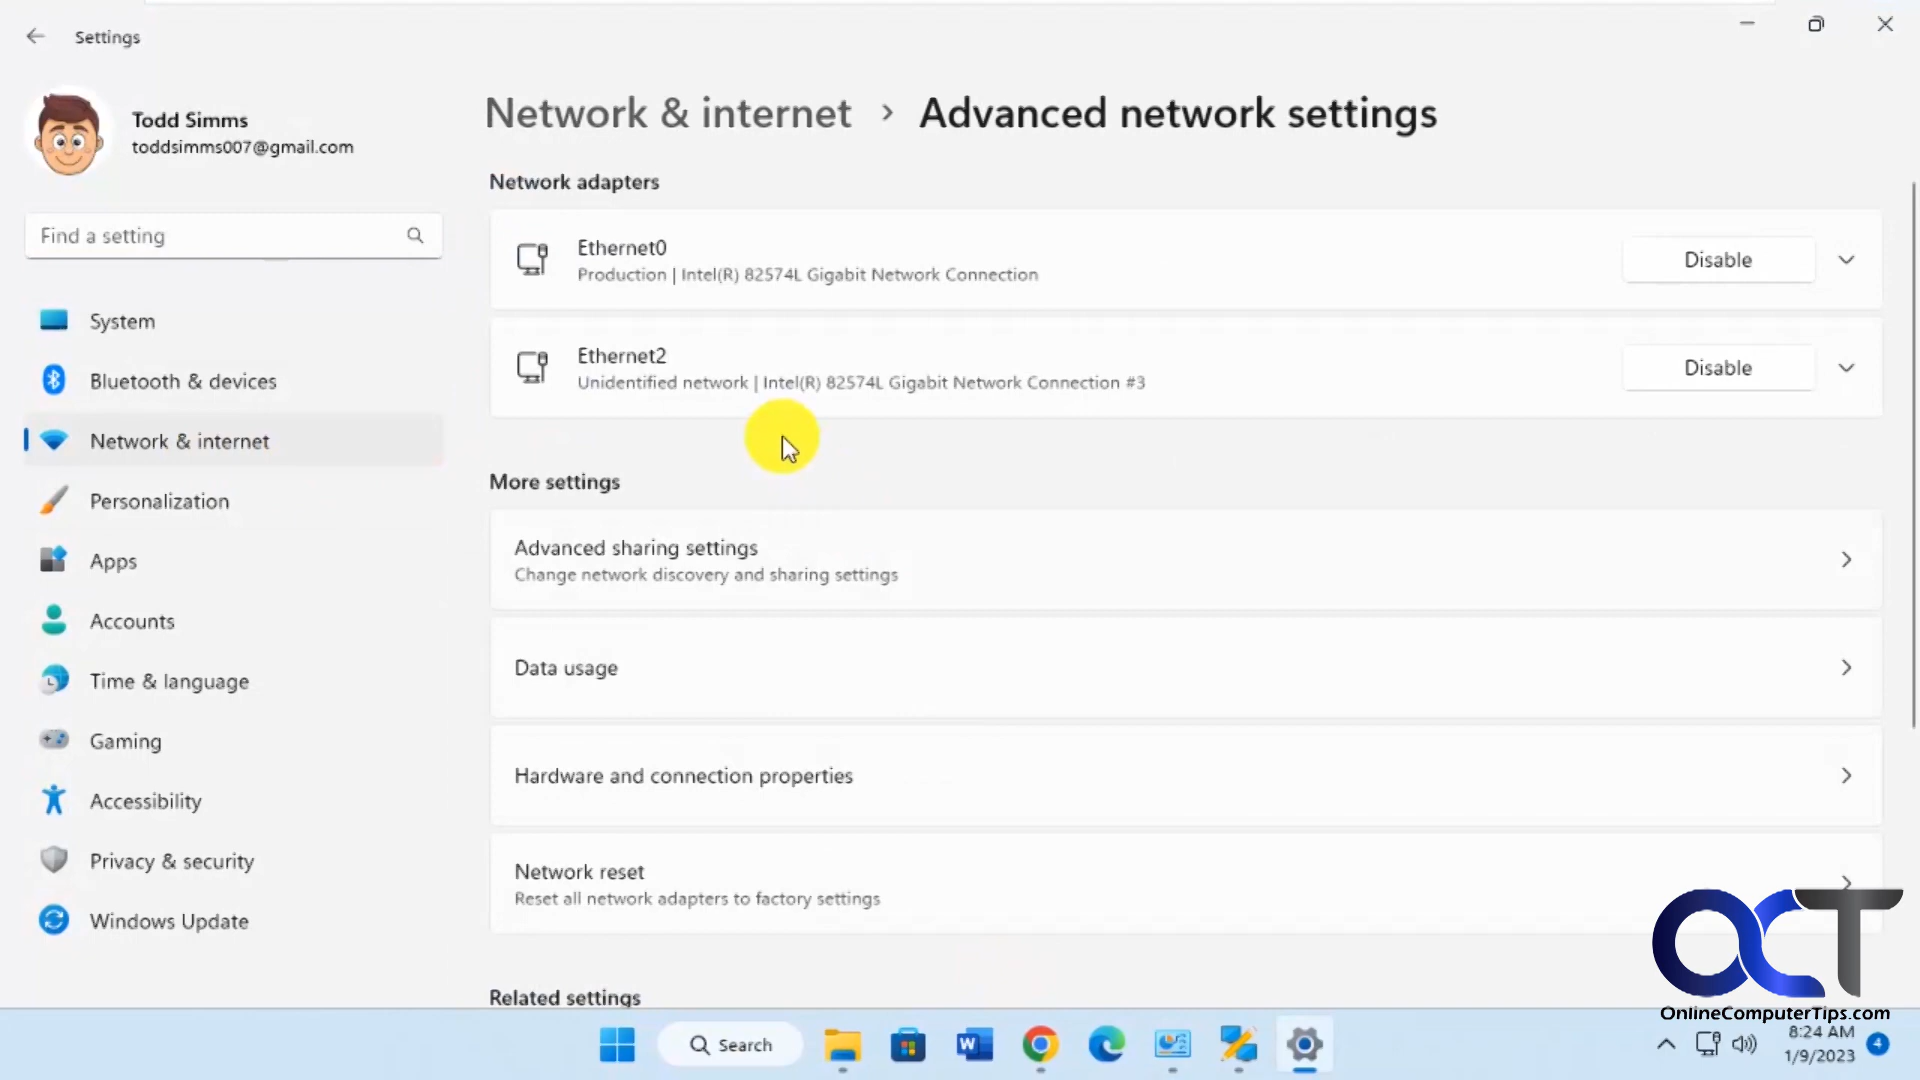 Settings
Todd Simms
toddsimms007@gmail.com
Find a setting
System
Bluetooth & devices
Network & internet
Personalization
Apps
Accounts
Time & language
Gaming
Accessibility
Privacy & security
Windows Update
Network & internet > Advanced network settings
Network adapters
Ethernet0
Production | Intel(R) 82574L Gigabit Network Connection
Disable
Ethernet2
Unidentified network | Intel(R) 82574L Gigabit Network Connection #3
Disable
More settings
Advanced sharing settings
Change network discovery and sharing settings
Data usage
Hardware and connection properties
Network reset
Reset all network adapters to factory settings
Related settings
OCT
OnlineComputerTips.com
Search
W
8:24 AM
1/9/2023
4